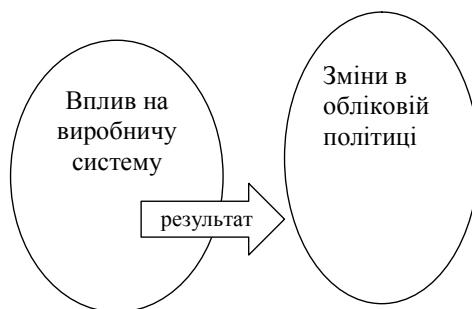 Вплив на
виробничу
систему
результат
Зміни в
обліковій
політиці